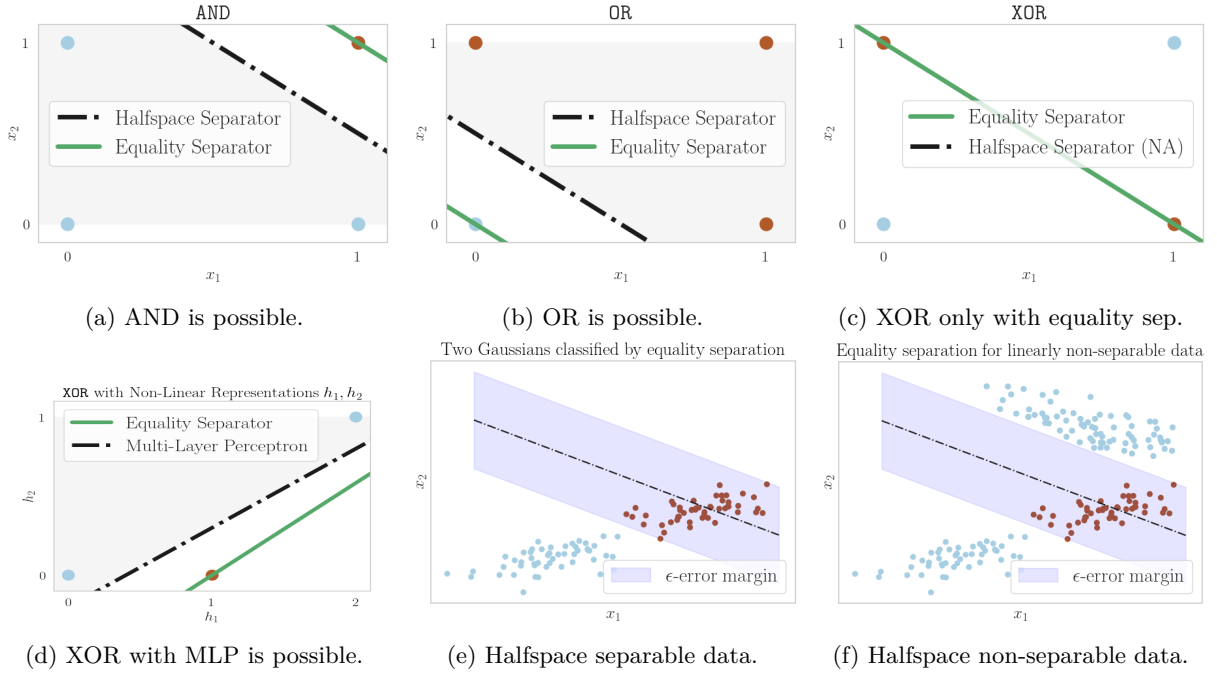 AND
1
x₂
0
Halfspace Separator
Equality Separator
0
1
x₁
(a) AND is possible.
OR
1
x₂
0
Halfspace Separator
Equality Separator
0
1
x₁
(b) OR is possible.
XOR
1
x₂
0
Equality Separator
Halfspace Separator (NA)
0
1
x₁
(c) XOR only with equality sep.
XOR with Non-Linear Representations h₁, h₂
1
h₂
0
Equality Separator
Multi-Layer Perceptron
0
1
2
h₁
(d) XOR with MLP is possible.
Two Gaussians classified by equality separation
x₂
ϵ-error margin
x₁
(e) Halfspace separable data.
Equality separation for linearly non-separable data
x₂
ϵ-error margin
x₁
(f) Halfspace non-separable data.